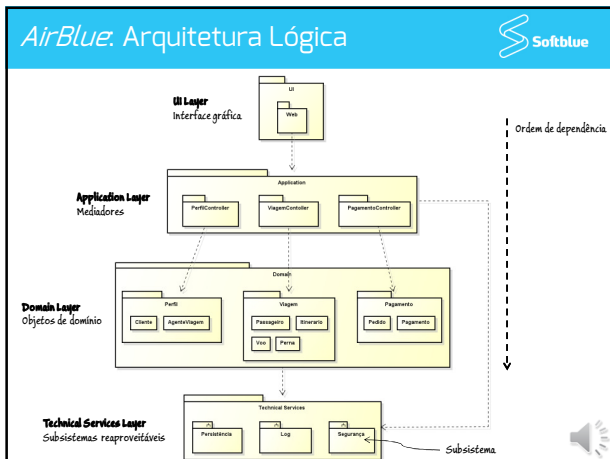 AirBlue: Arquitetura Lógica
Softblue
UI
UI Layer
Interface gráfica
Web
Ordem de dependência
Application
Application Layer
Mediadores
PerfilController
ViagemContoller
PagamentoController
Domain
Domain Layer
Objetos de domínio
Perfil
Cliente
AgenteViagem
Viagem
Passageiro
Itinerario
Voo
Perna
Pagamento
Pedido
Pagamento
Technical Services
Technical Services Layer
Subsistemas reaproveitáveis
Persistência
Log
Segurança
Subsistema